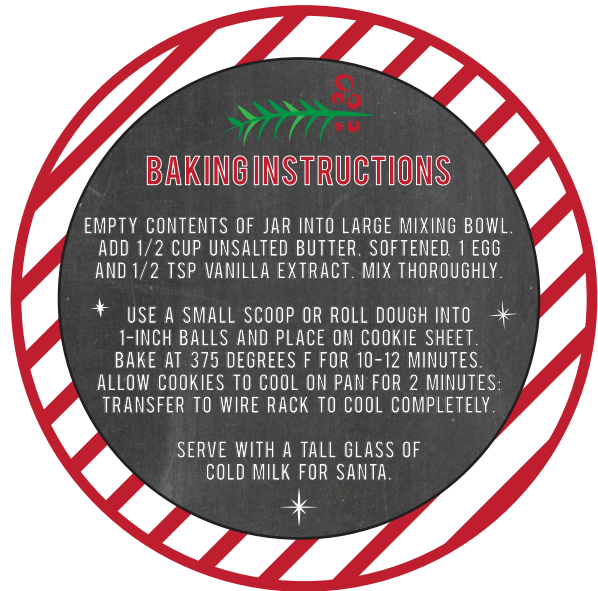 BAKING INSTRUCTIONS
EMPTY CONTENTS OF JAR INTO LARGE MIXING BOWL.
ADD 1/2 CUP UNSALTED BUTTER, SOFTENED, 1 EGG
AND 1/2 TSP VANILLA EXTRACT. MIX THOROUGHLY.
USE A SMALL SCOOP OR ROLL DOUGH INTO
1-INCH BALLS AND PLACE ON COOKIE SHEET.
BAKE AT 375 DEGREES F FOR 10-12 MINUTES.
ALLOW COOKIES TO COOL ON PAN FOR 2 MINUTES;
TRANSFER TO WIRE RACK TO COOL COMPLETELY.
SERVE WITH A TALL GLASS OF
COLD MILK FOR SANTA.